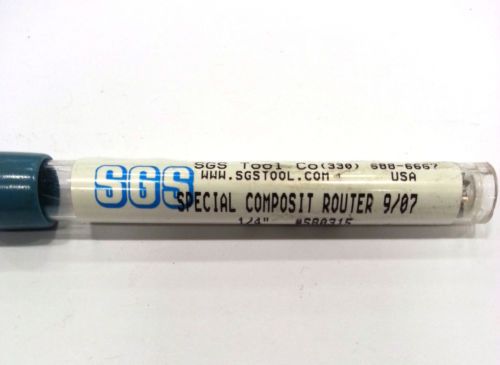 SGS
SGS Tool Co (330) 688-6667
WWW.SGSTOOL.COM USA
SPECIAL COMPOSIT ROUTER 9/07
1/4" #580315